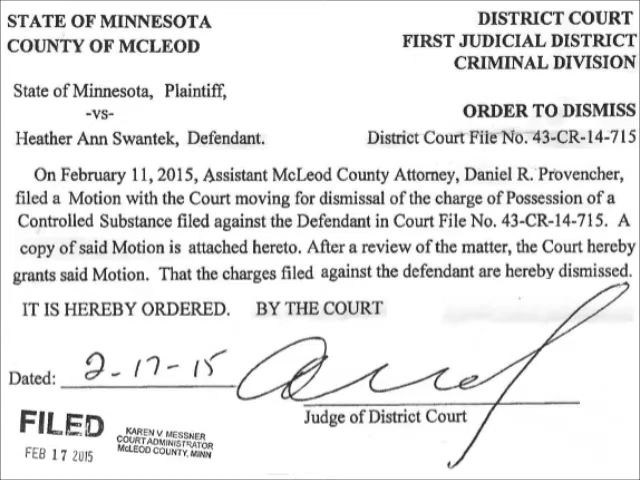 STATE OF MINNESOTA
COUNTY OF MCLEOD
DISTRICT COURT
FIRST JUDICIAL DISTRICT
CRIMINAL DIVISION
State of Minnesota, Plaintiff,
-vs-
Heather Ann Swantek, Defendant.
ORDER TO DISMISS
District Court File No. 43-CR-14-715
On February 11, 2015, Assistant McLeod County Attorney, Daniel R. Provencher,
filed a Motion with the Court moving for dismissal of the charge of Possession of a
Controlled Substance filed against the Defendant in Court File No. 43-CR-14-715. A
copy of said Motion is attached hereto. After a review of the matter, the Court hereby
grants said Motion. That the charges filed against the defendant are hereby dismissed.
IT IS HEREBY ORDERED. BY THE COURT
Dated: 2-17-15
Judge of District Court
FILED
FEB 17 2015
KAREN V MESSNER
COURT ADMINISTRATOR
McLEOD COUNTY, MINN